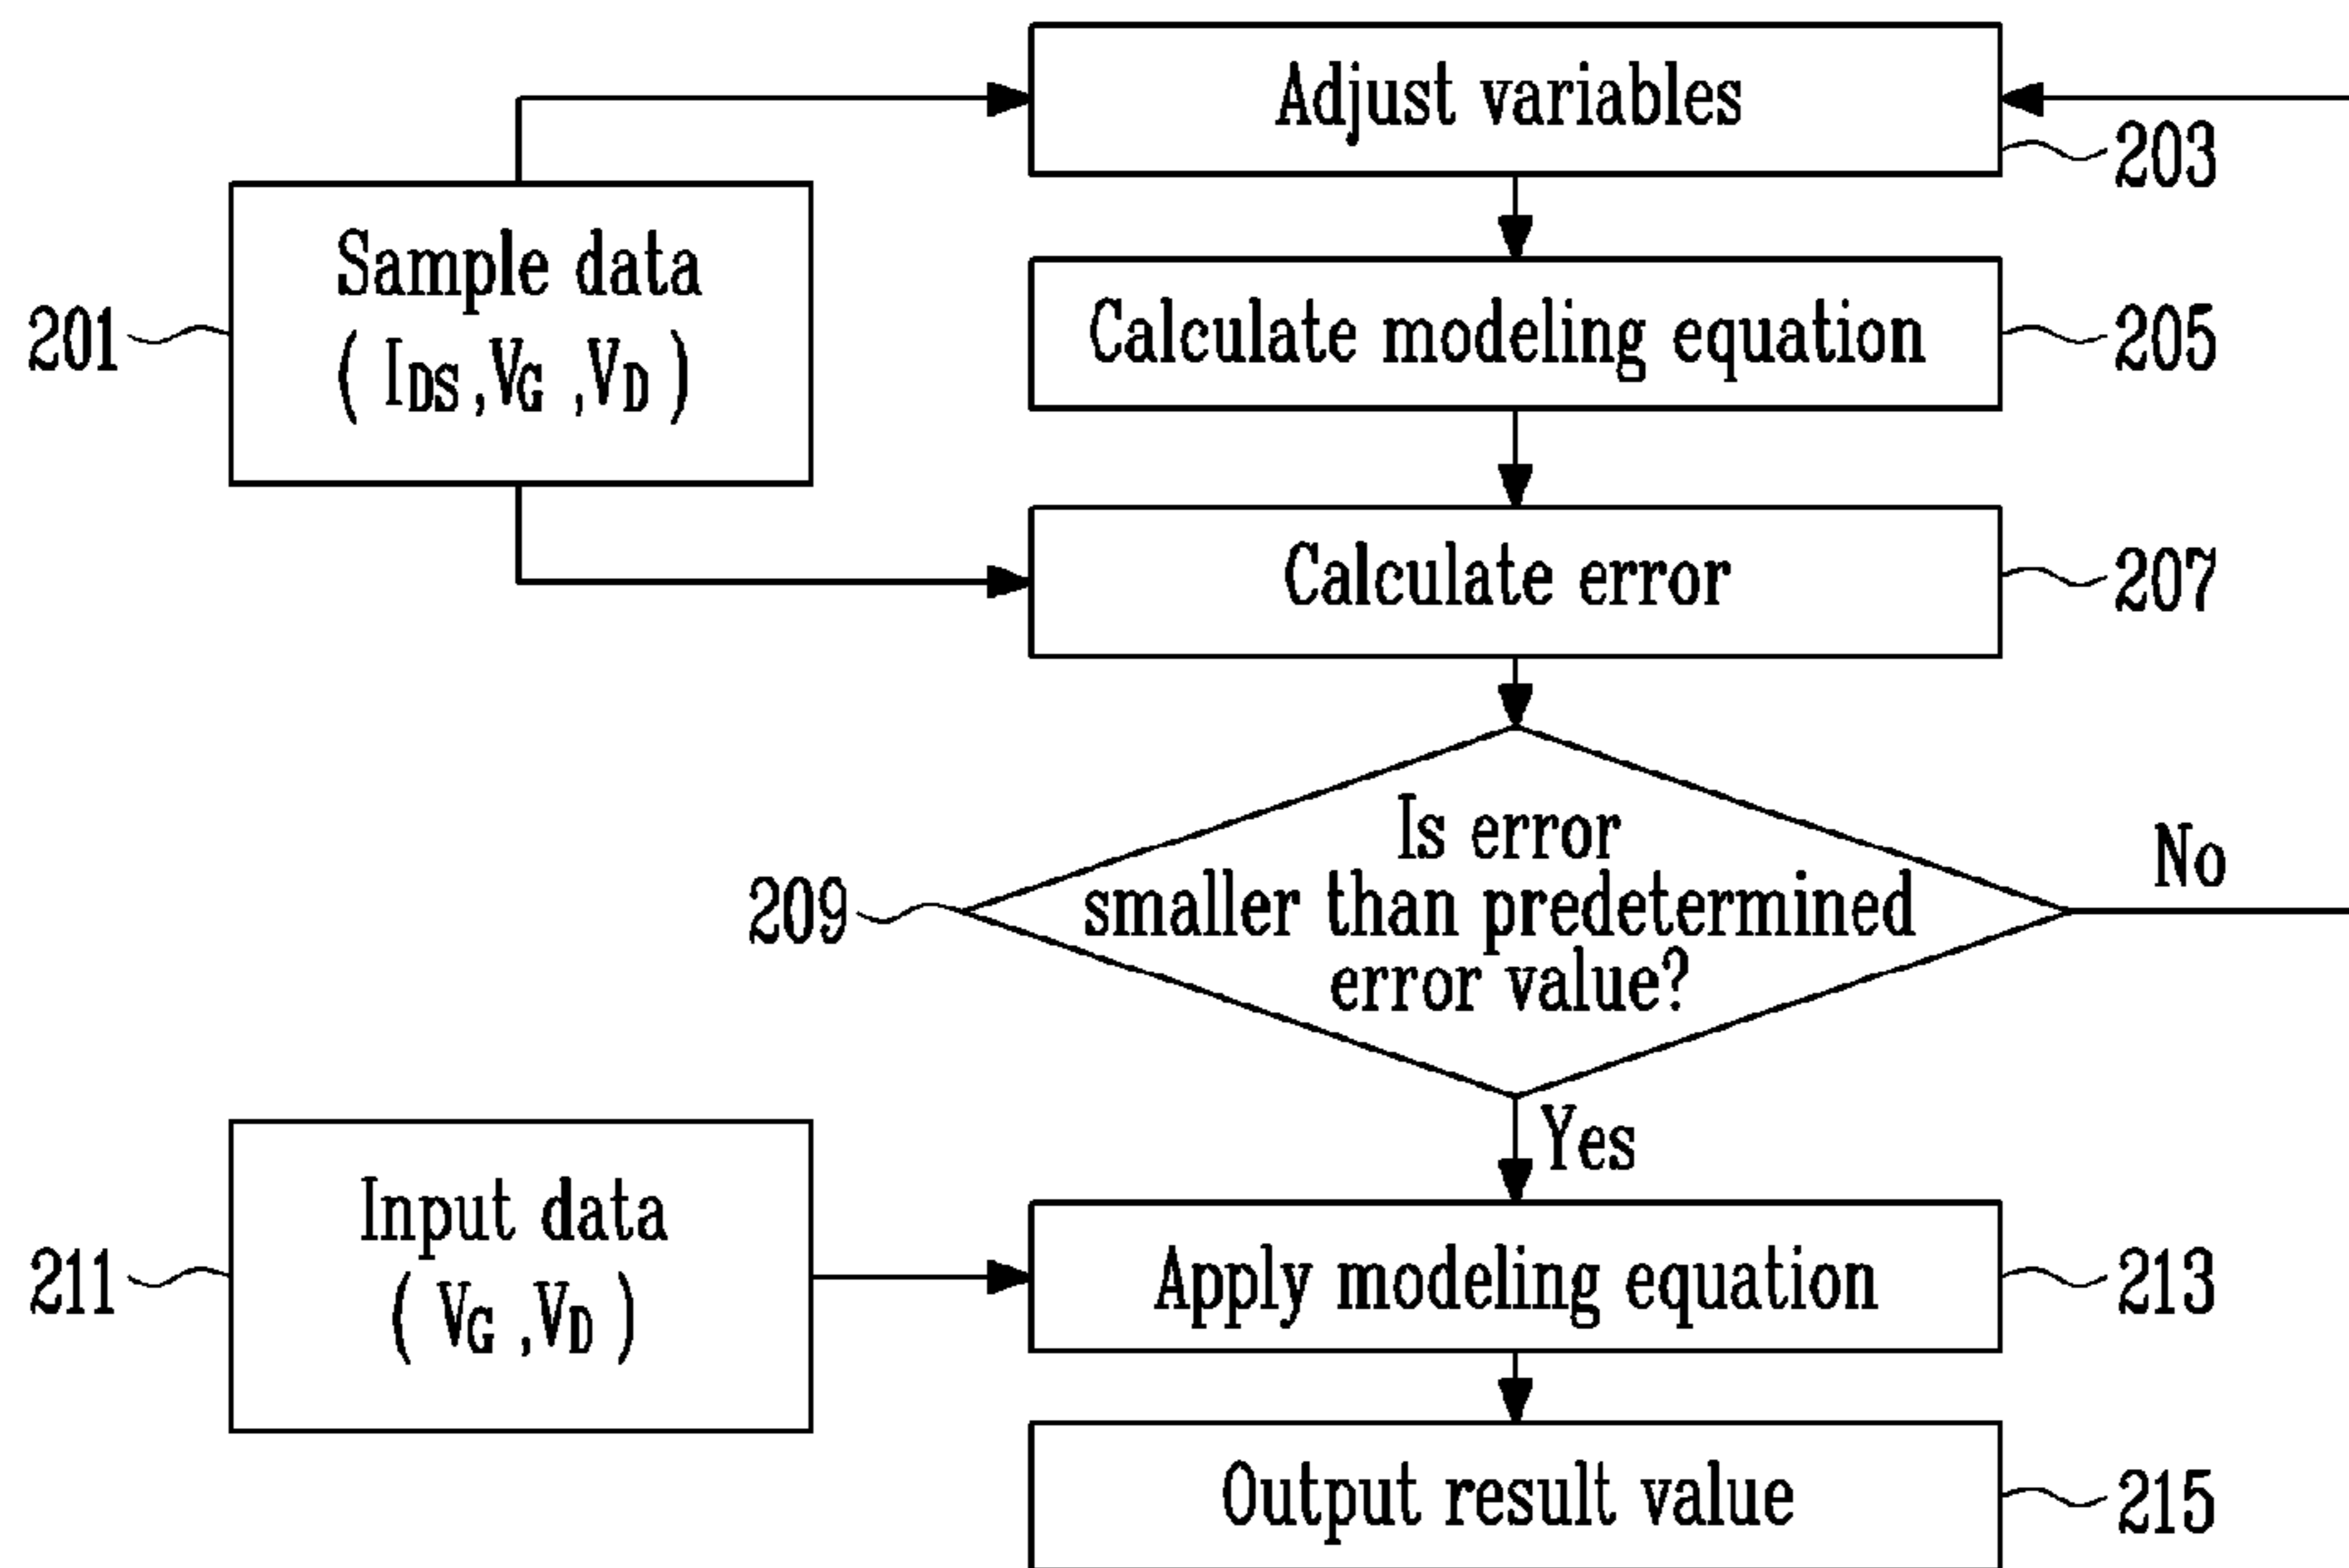 Adjust variables
203
Sample data
( IDS ,VG ,VD )
201
Calculate modeling equation
205
Calculate error
207
Is error
smaller than predetermined
error value?
209
No
Yes
Input data
( VG ,VD )
211
Apply modeling equation
213
Output result value
215